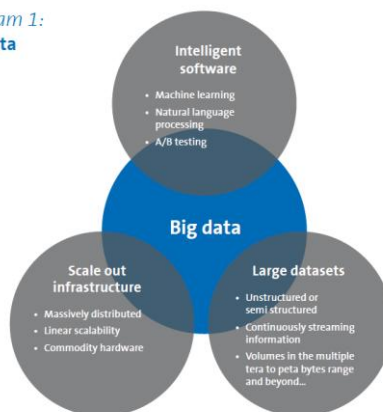 am 1:
ta
Intelligent
software
• Machine learning
• Natural language
processing
• A/B testing
Big data
Scale out
infrastructure
• Massively distributed
• Linear scalability
• Commodity hardware
Large datasets
• Unstructured or
semi structured
• Continuously streaming
information
• Volumes in the multiple
tera to peta bytes range
and beyond...